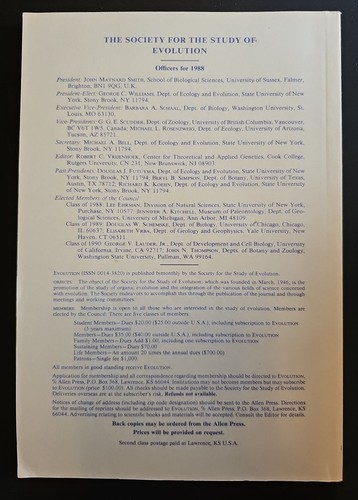 THE SOCIETY FOR THE STUDY OF
EVOLUTION
Officers for 1988
President: JOHN MAYNARD SMITH, School of Biological Sciences, University of Sussex, Falmer,
Brighton, BN1 9QG, U.K.
President-Elect: GEORGE C. WILLIAMS, Dept. of Ecology and Evolution, State University of New
York, Stony Brook, NY 11794.
Executive Vice-President: BARBARA A. SCHAAL, Dept. of Biology, Washington University, St.
Louis, MO 63130.
Vice-Presidents: G. G. E. SCUDDER, Dept. of Zoology, University of British Columbia, Vancouver,
BC V6T 1W5, Canada; MICHAEL L. ROSENZWEIG, Dept. of Ecology, University of Arizona,
Tucson, AZ 85721.
Secretary: MICHAEL A. BELL, Dept. of Ecology and Evolution, State University of New York,
Stony Brook, NY 11794.
Editor: ROBERT C. VRIJENHOEK, Center for Theoretical and Applied Genetics, Cook College,
Rutgers University, CN 231, New Brunswick, NJ 08903.
Past Presidents: DOUGLAS J. FUTUYMA, Dept. of Ecology and Evolution, State University of New
York, Stony Brook, NY 11794; BERYL B. SIMPSON, Dept. of Botany, University of Texas,
Austin, TX 78712; RICHARD K. KOEHN, Dept. of Ecology and Evolution, State University
of New York, Stony Brook, NY 11794.
Elected Members of the Council
Class of 1988: LEE EHRMAN, Division of Natural Sciences, State University of New York,
Purchase, NY 10577; JENNIFER A. KITCHELL, Museum of Paleontology, Dept. of Geo-
logical Sciences, University of Michigan, Ann Arbor, MI 48109.
Class of 1989: DOUGLAS W. SCHEMSKE, Dept. of Biology, University of Chicago, Chicago,
IL 60637; ELISABETH VRBA, Dept. of Geology and Geophysics, Yale University, New
Haven, CT 06511.
Class of 1990: GEORGE V. LAUDER, JR., Dept. of Development and Cell Biology, University
of California, Irvine, CA 92717; JOHN N. THOMPSON, Depts. of Botany and Zoology,
Washington State University, Pullman, WA 99164.
EVOLUTION (ISSN 0014-3820) is published bimonthly by the Society for the Study of Evolution.
OBJECTS: The object of the Society for the Study of Evolution, which was founded in March, 1946, is the
promotion of the study of organic evolution and the integration of the various fields of science concerned
with evolution. The Society endeavors to accomplish this through the publication of the journal and through
meetings and working committees.
MEMBERS: Membership is open to all those who are interested in the study of evolution. Members are
elected by the Council. There are five classes of members:
Student Members—Dues $20.00 ($23.00 outside U.S.A.), including subscription to EVOLUTION
(3 years maximum)
Members—Dues $35.00 ($40.00 outside U.S.A.), including subscription to EVOLUTION
Family Members—Dues Add $1.00, including one subscription to EVOLUTION
Sustaining Members—Dues $70.00
Life Members—An amount 20 times the annual dues ($700.00)
Patrons—Single fee $1,000.
All members in good standing receive EVOLUTION.
Application for membership and all correspondence regarding membership should be directed to EVOLUTION,
% Allen Press, P.O. Box 368, Lawrence, KS 66044. Institutions may not become members but may subscribe
to EVOLUTION (price: $100.00). All checks should be made payable to the Society for the Study of Evolution.
Deliveries overseas are at the subscriber's risk. Refunds not available.
Notices of change of address (including zip code designation) should be sent to the Allen Press. Directions
for the mailing of reprints should be addressed to EVOLUTION, % Allen Press, P.O. Box 368, Lawrence, KS
66044. Advertising relating to scientific books and materials will be accepted. Consult the Editor for details.
Back copies may be ordered from the Allen Press.
Prices will be provided on request.
Second class postage paid at Lawrence, KS U.S.A.